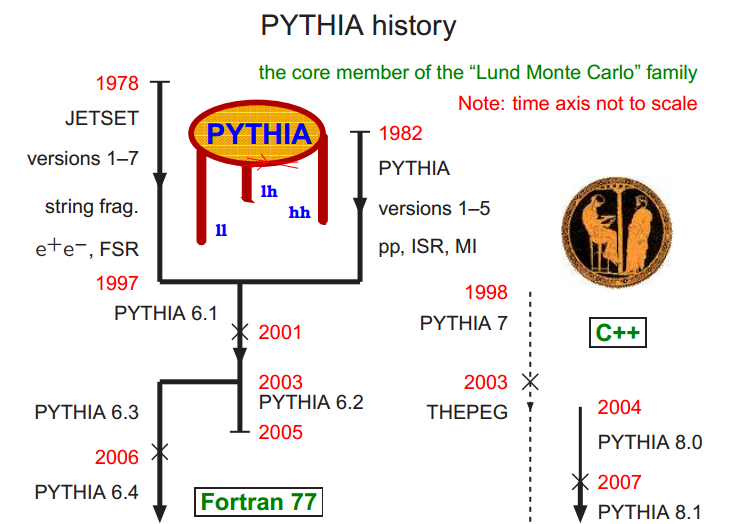 PYTHIA history
the core member of the “Lund Monte Carlo” family
Note: time axis not to scale
1978
JETSET
versions 1–7
string frag.
e+e−, FSR
1997
PYTHIA
ll
lh
hh
1982
PYTHIA
versions 1–5
pp, ISR, MI
PYTHIA 6.1
2001
2003
PYTHIA 6.2
2005
PYTHIA 6.3
2006
PYTHIA 6.4
Fortran 77
1998
PYTHIA 7
2003
THEPEG
C++
2004
PYTHIA 8.0
2007
PYTHIA 8.1